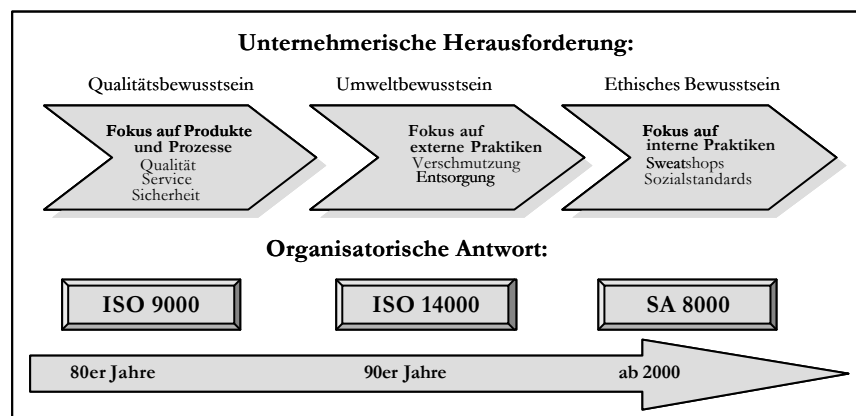 Unternehmerische Herausforderung:
Qualitätsbewusstsein
Umweltbewusstsein
Ethisches Bewusstsein
Fokus auf Produkte
und Prozesse
Qualität
Service
Sicherheit
Fokus auf
externe Praktiken
Verschmutzung
Entsorgung
Fokus auf
interne Praktiken
Sweatshops
Sozialstandards
Organisatorische Antwort:
ISO 9000
ISO 14000
SA 8000
80er Jahre
90er Jahre
ab 2000